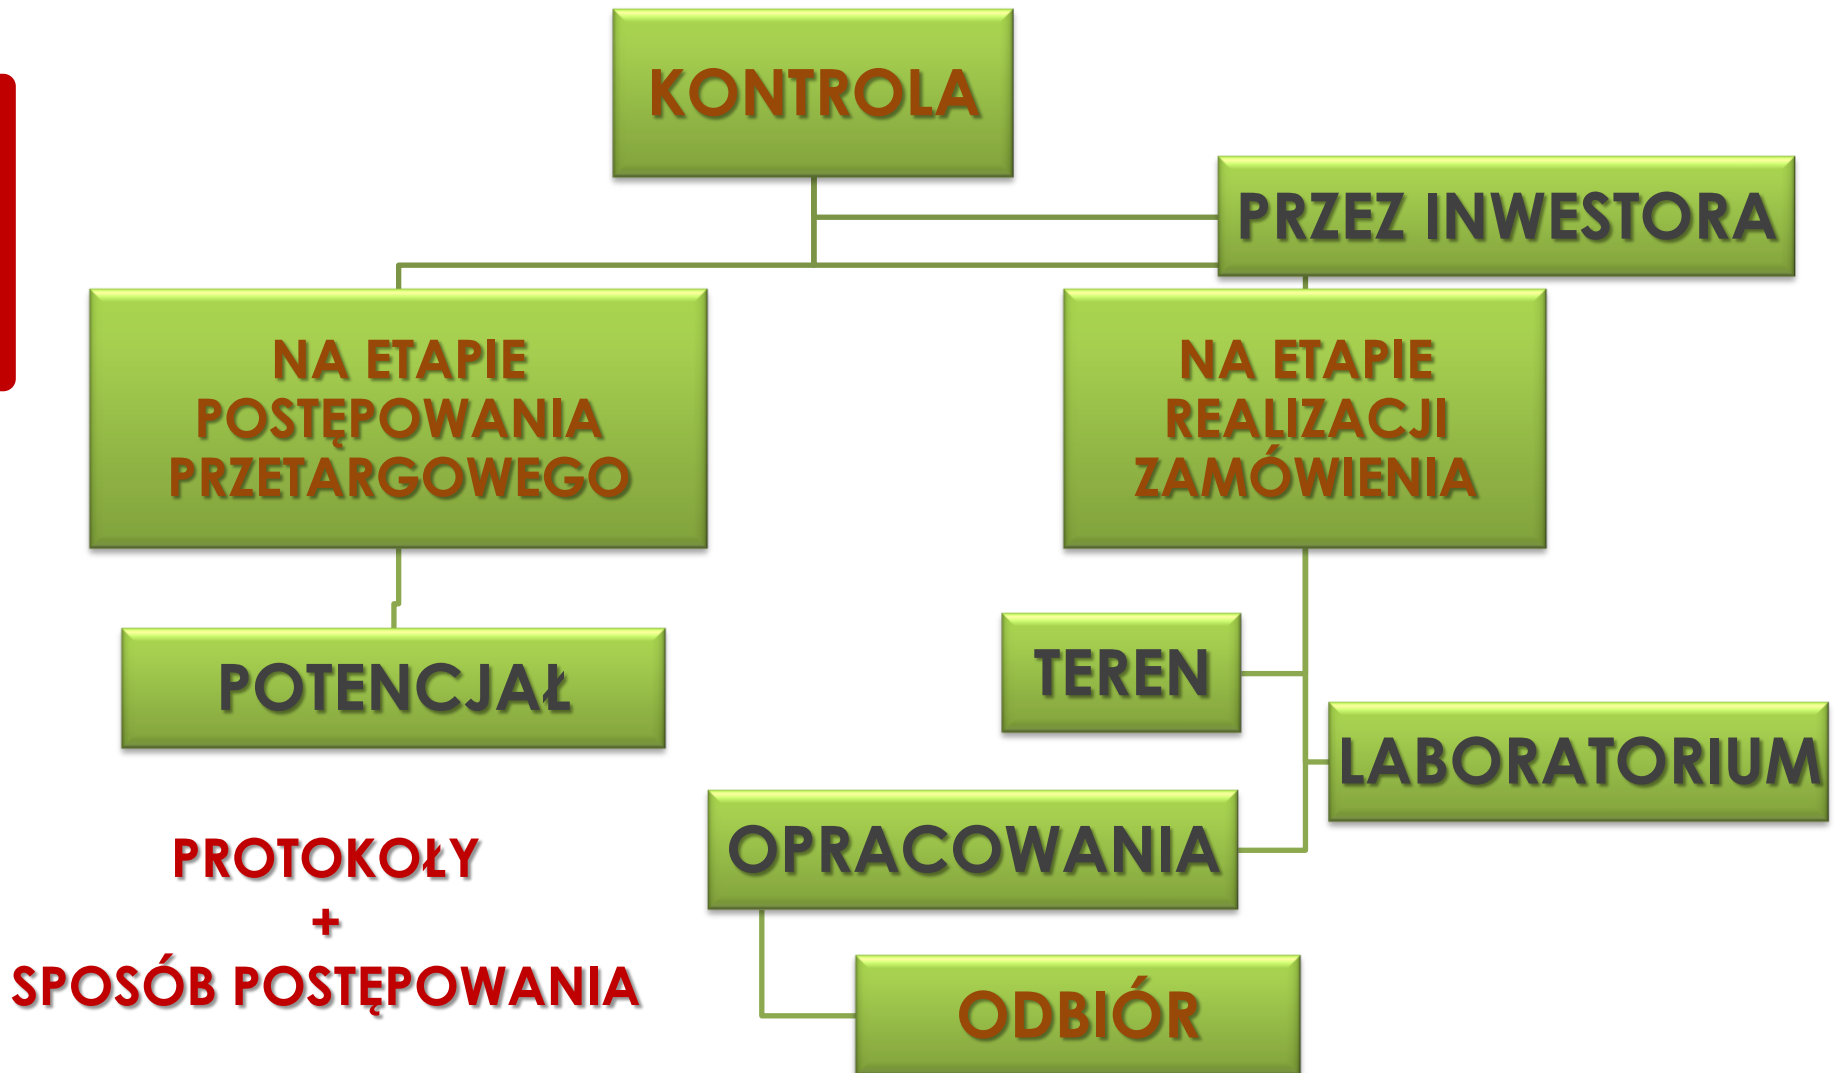 KONTROLA
PRZEZ INWESTORA
NA ETAPIE
POSTĘPOWANIA
PRZETARGOWEGO
NA ETAPIE
REALIZACJI
ZAMÓWIENIA
POTENCJAŁ
TEREN
LABORATORIUM
OPRACOWANIA
ODBIÓR
PROTOKOŁY
+
SPOSÓB POSTĘPOWANIA